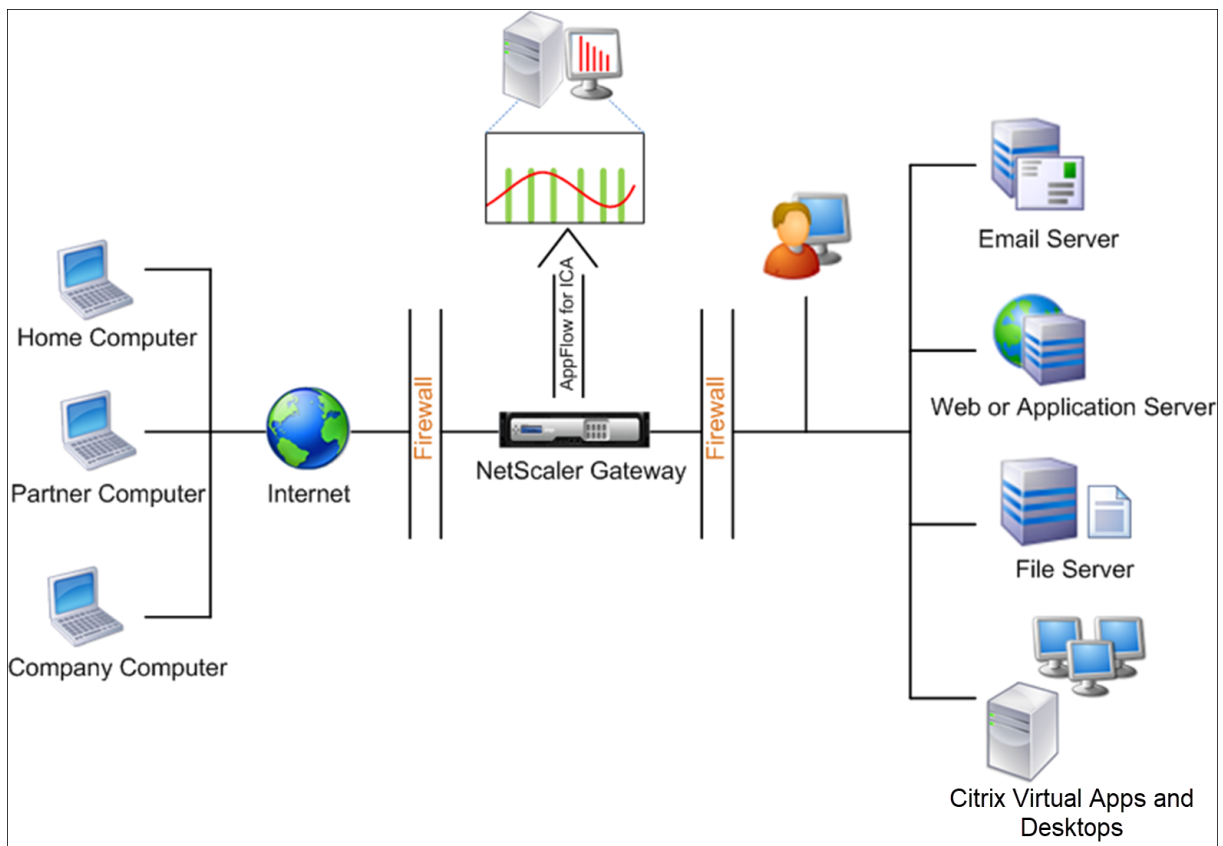 AppFlow for ICA
Home Computer
Partner Computer
Company Computer
Internet
Firewall
NetScaler Gateway
Firewall
Email Server
Web or Application Server
File Server
Citrix Virtual Apps and
Desktops